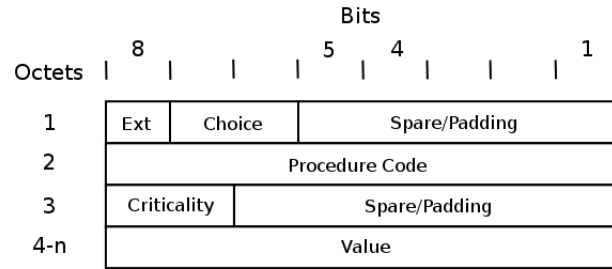 Bits
8 5 4 1
Octets
1 Ext Choice Spare/Padding
2 Procedure Code
3 Criticality Spare/Padding
4-n Value